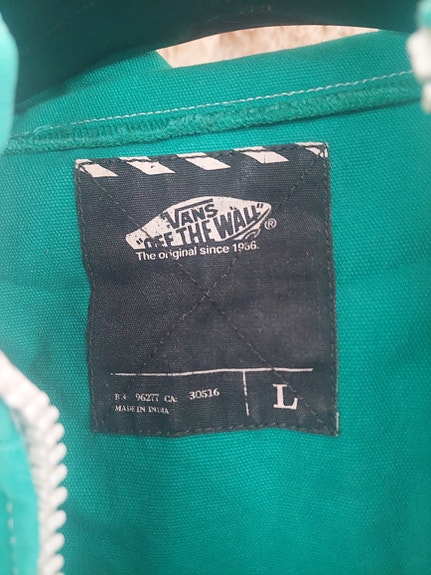 VANS
"OFF THE WALL"
®
The original since 1966.
RN 96277 CA: 30516
MADE IN INDIA
L